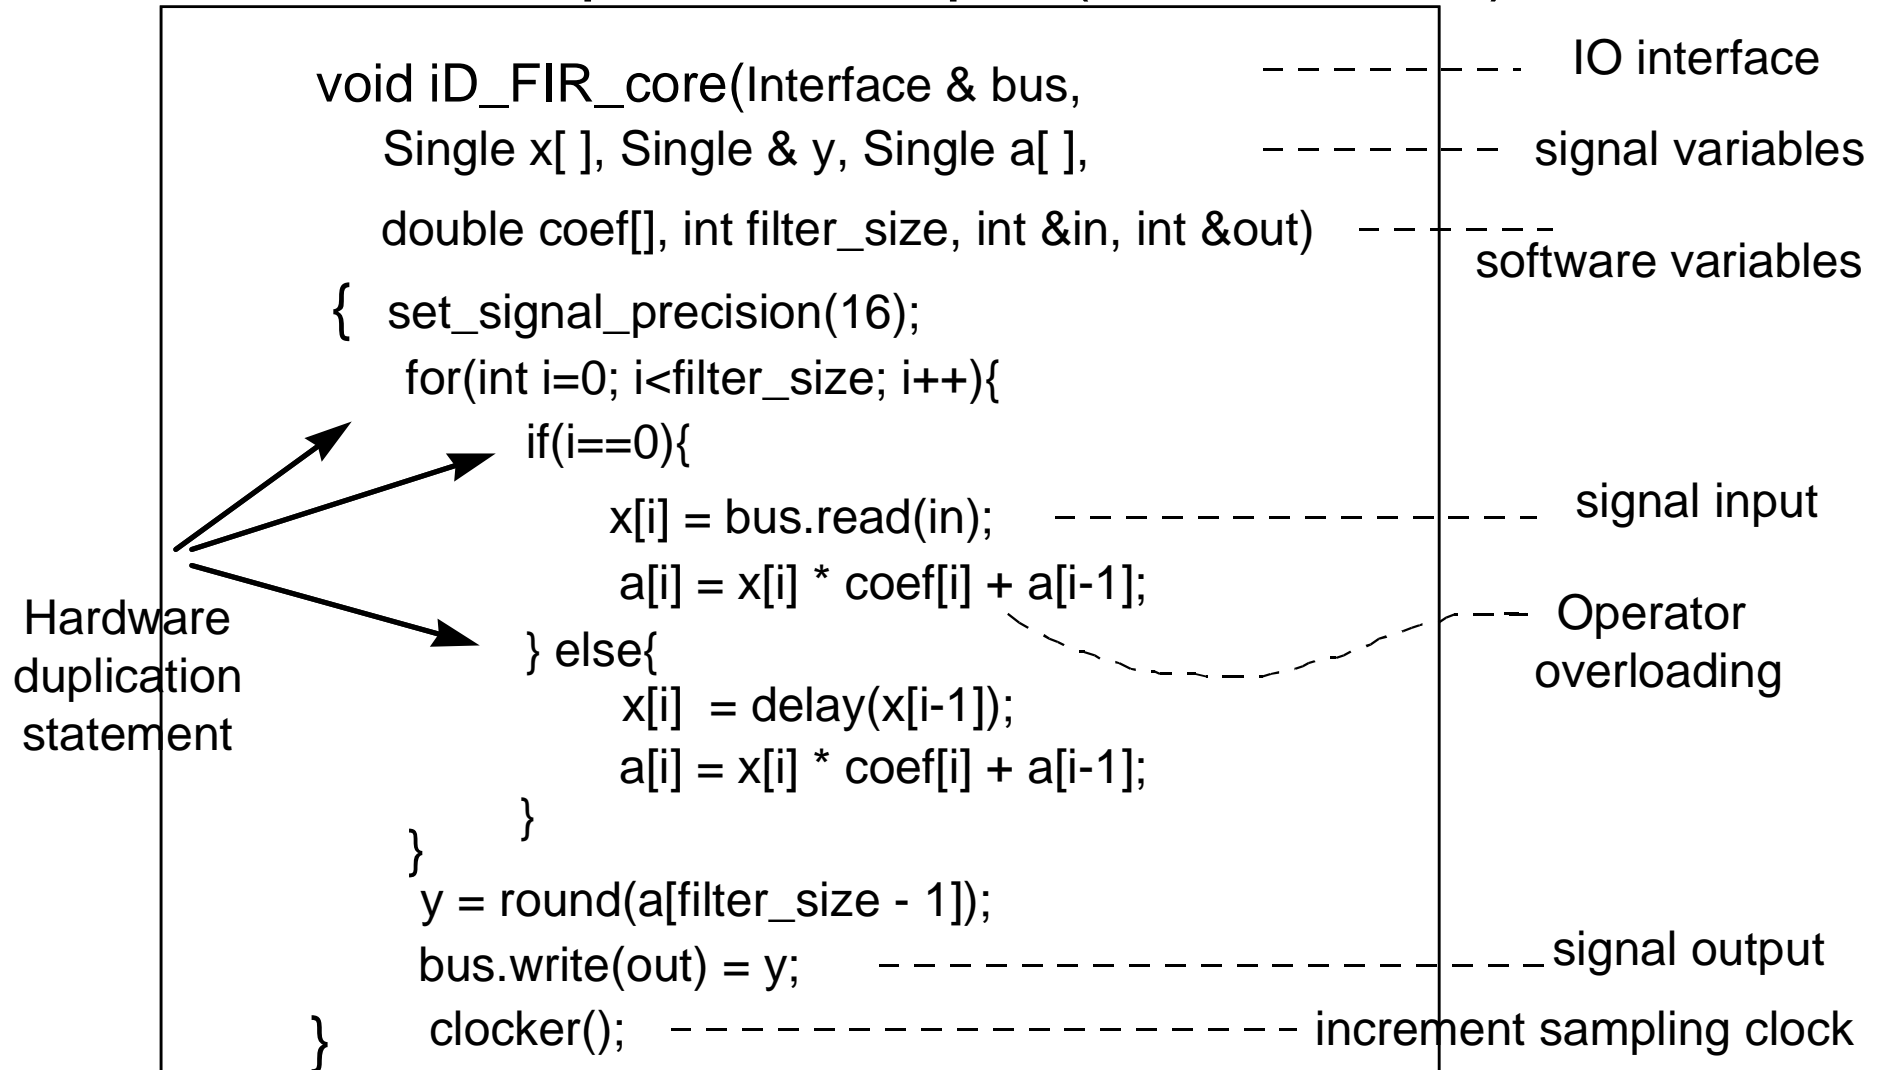 void iD_FIR_core(Interface & bus,
IO interface
Single x[ ], Single & y, Single a[ ],
signal variables
double coef[], int filter_size, int &in, int &out)
software variables
{ set_signal_precision(16);
for(int i=0; i<filter_size; i++){
if(i==0){
x[i] = bus.read(in);
signal input
a[i] = x[i] * coef[i] + a[i-1];
Operator
overloading
Hardware
duplication
statement
} else{
x[i] = delay(x[i-1]);
a[i] = x[i] * coef[i] + a[i-1];
}
}
y = round(a[filter_size - 1]);
bus.write(out) = y;
signal output
} clocker();
increment sampling clock